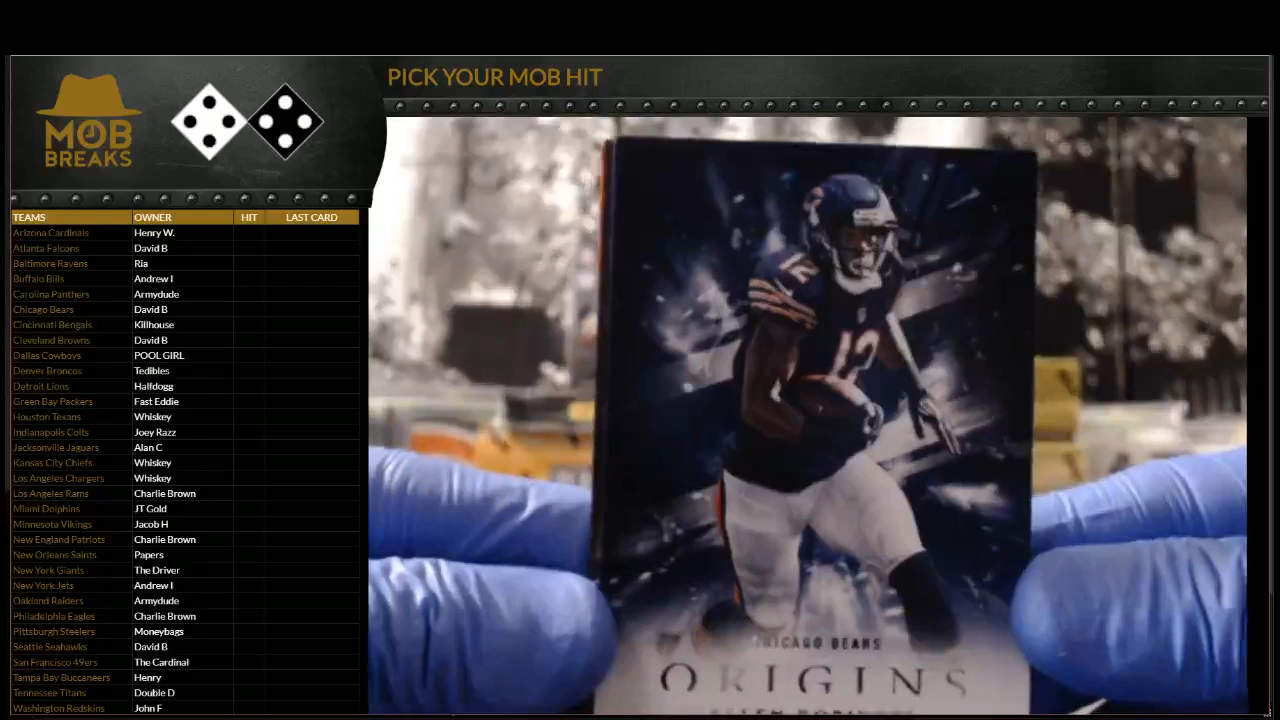 PICK YOUR MOB HIT
MOB
BREAKS
TEAMS OWNER HIT LAST CARD
Arizona Cardinals Henry W.
Atlanta Falcons David B
Baltimore Ravens Ria
Buffalo Bills Andrew I
Carolina Panthers Armydude
Chicago Bears David B
Cincinnati Bengals Killhouse
Cleveland Browns David B
Dallas Cowboys POOL GIRL
Denver Broncos Tedibles
Detroit Lions Halfdogg
Green Bay Packers Fast Eddie
Houston Texans Whiskey
Indianapolis Colts Joey Razz
Jacksonville Jaguars Alan C
Kansas City Chiefs Whiskey
Los Angeles Chargers Whiskey
Los Angeles Rams Charlie Brown
Miami Dolphins JT Gold
Minnesota Vikings Jacob H
New England Patriots Charlie Brown
New Orleans Saints Papers
New York Giants The Driver
New York Jets Andrew I
Oakland Raiders Armydude
Philadelphia Eagles Charlie Brown
Pittsburgh Steelers Moneybags
Seattle Seahawks David B
San Francisco 49ers The Cardinal
Tampa Bay Buccaneers Henry
Tennessee Titans Double D
Washington Redskins John F
12
12
CHICAGO BEARS
ORIGINS